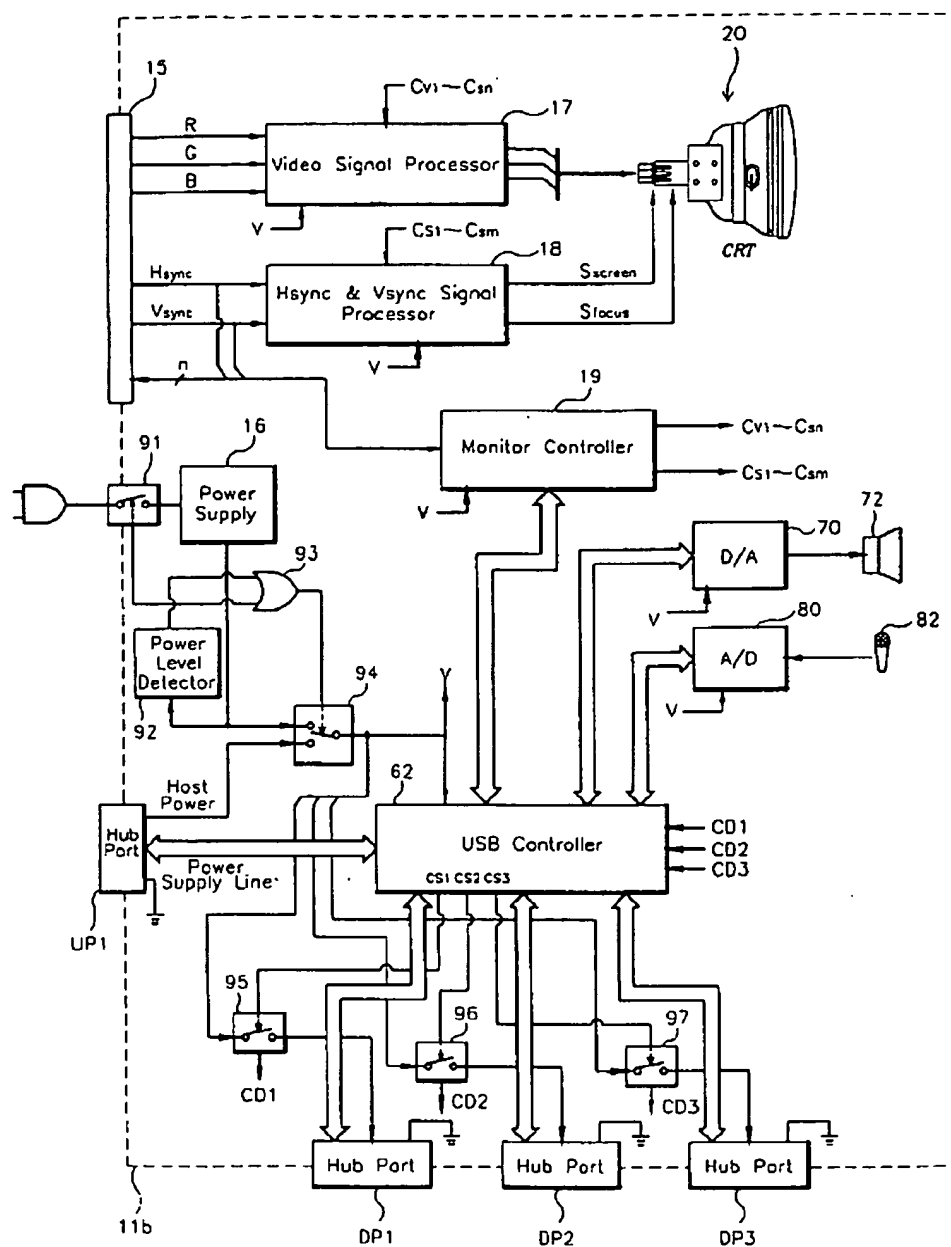 20
15
Cv1~Csn
17
R
G
B
Video Signal Processor
V
Cs1~Csm
18
CRT
Hsync
Vsync
Hsync & Vsync Signal
Processor
Sscreen
Sfocus
V
n
19
Monitor Controller
Cv1~Csn
Cs1~Csm
V
91
16
Power
Supply
93
70
72
D/A
V
80
82
A/D
V
Power
Level
Detector
92
94
V
Host
Power
62
Hub
Port
USB Controller
CD1
CD2
CD3
Power
Supply Line
CS1 CS2 CS3
UP1
95
96
97
CD1
CD2
CD3
Hub Port
Hub Port
Hub Port
11b
DP1
DP2
DP3